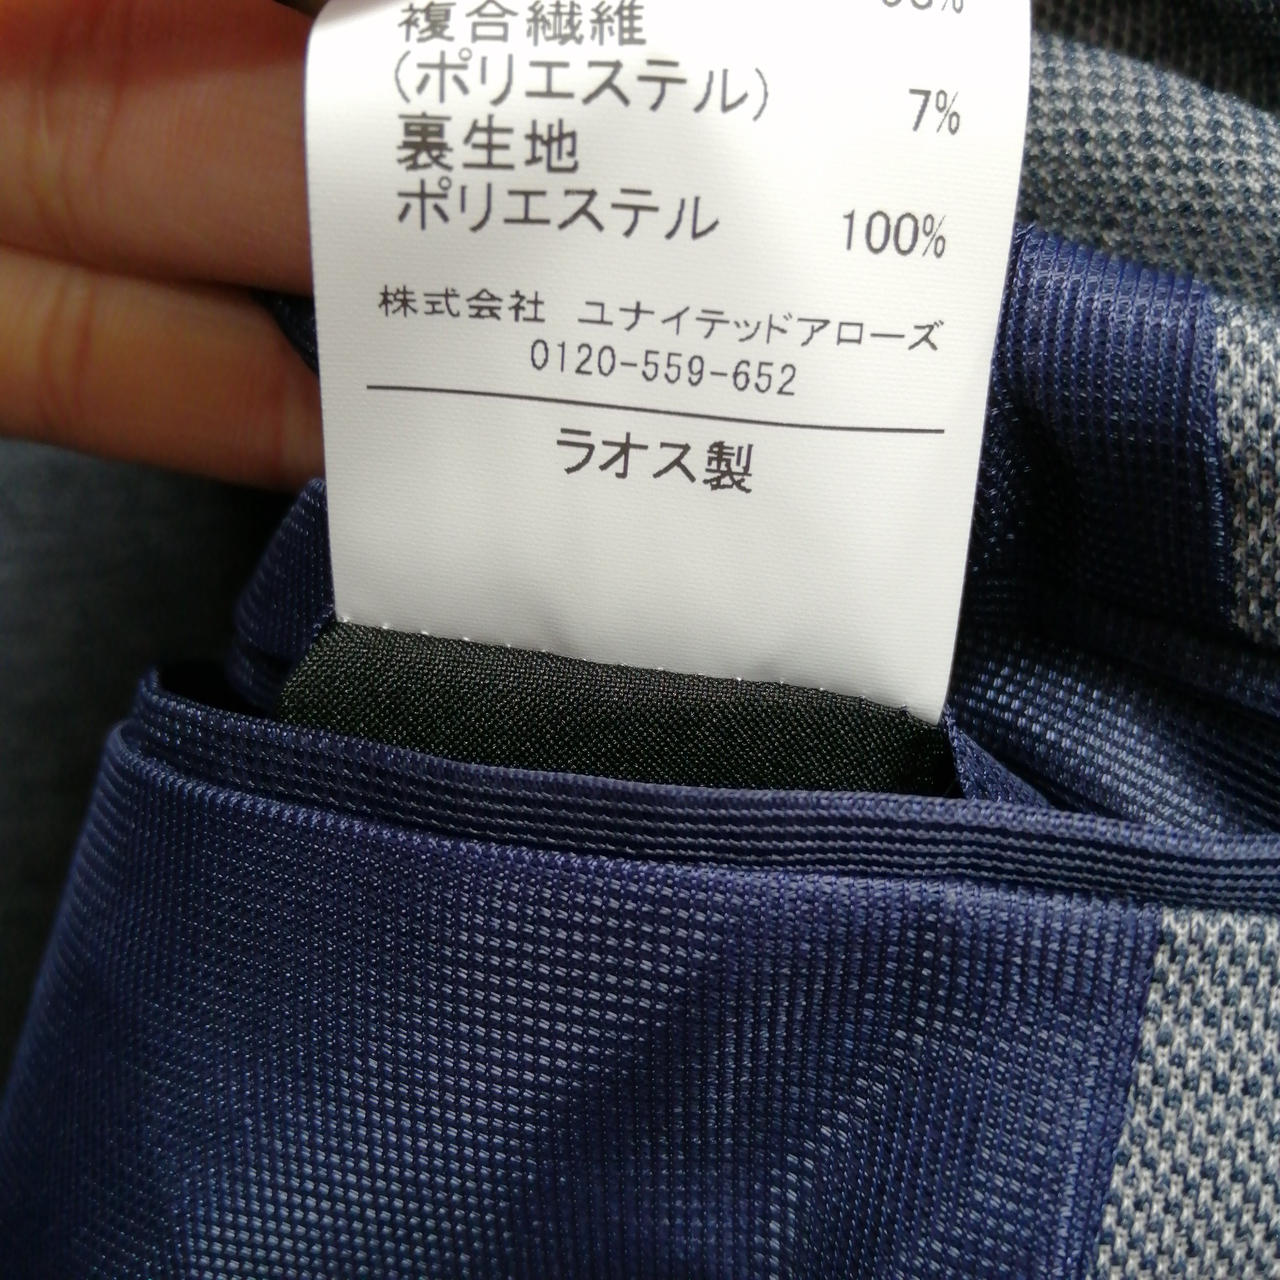 複合繊維
(ポリエステル) 7%
裏生地
ポリエステル 100%
株式会社 ユナイテッドアローズ
0120-559-652
ラオス製